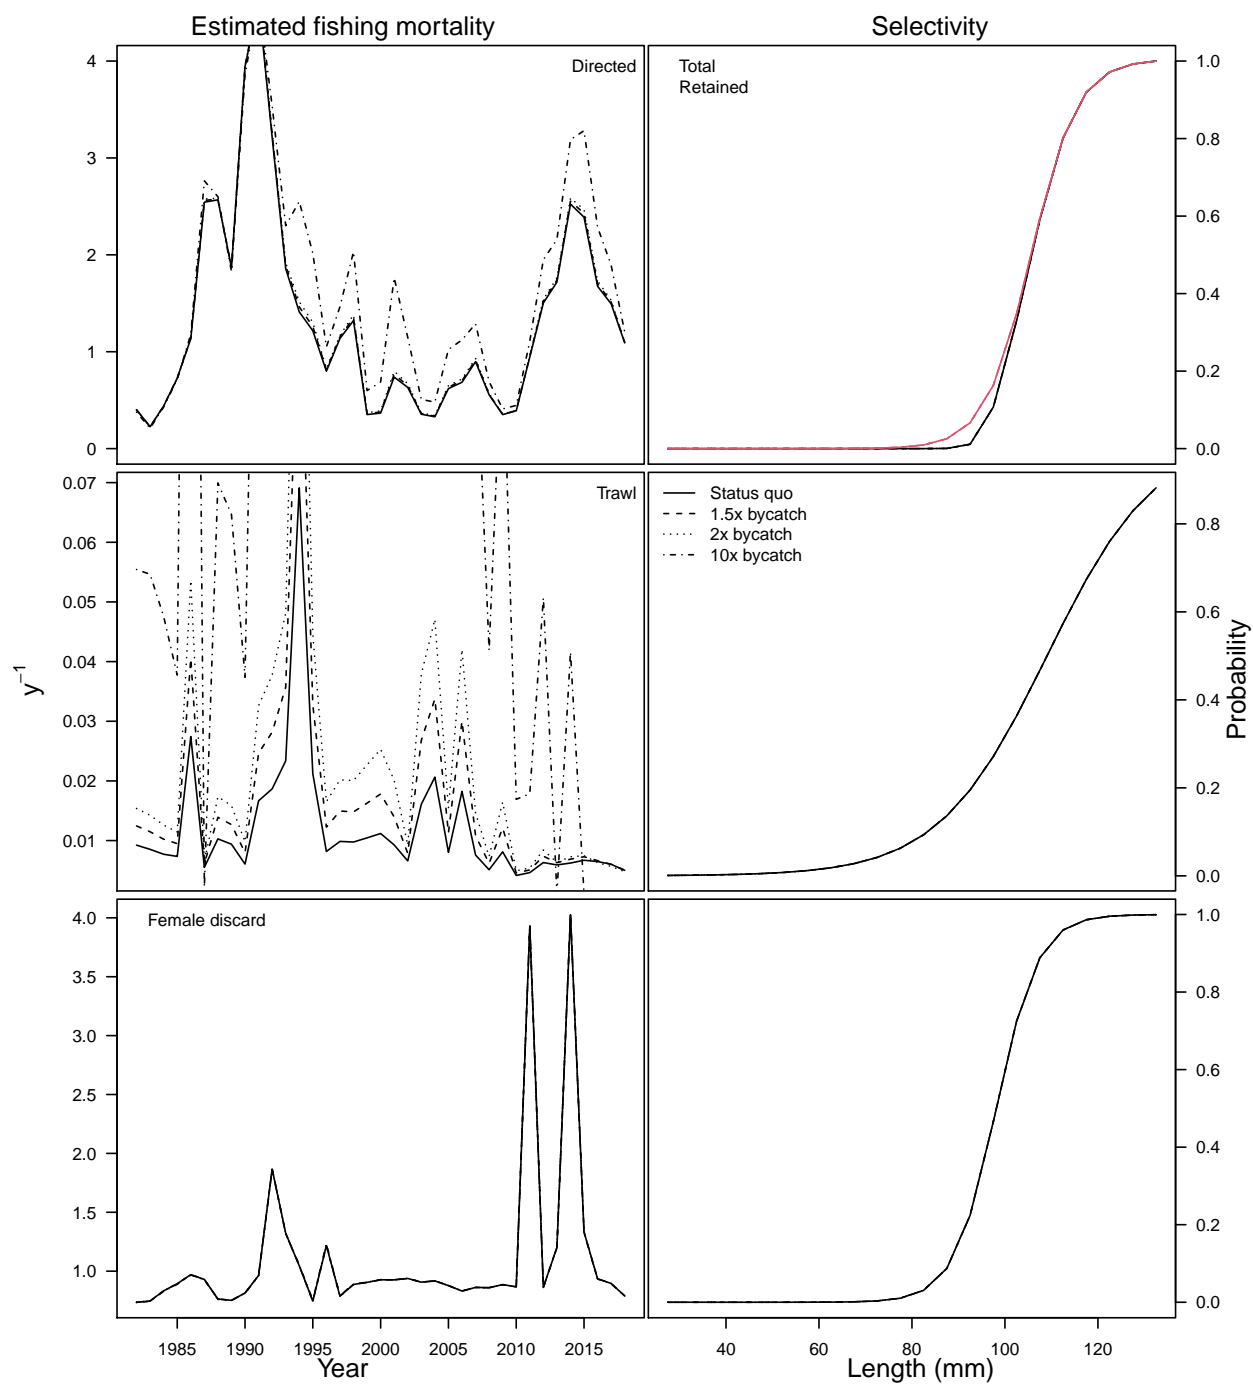 Estimated fishing mortality
Selectivity
Directed
4
3
2
1
0
Total
Retained
1.0
0.8
0.6
0.4
0.2
0.0
Trawl
0.07
0.06
0.05
0.04
0.03
0.02
0.01
Status quo
1.5x bycatch
2x bycatch
10x bycatch
0.8
0.6
0.4
0.2
0.0
y⁻¹
Probability
Female discard
4.0
3.5
3.0
2.5
2.0
1.5
1.0
1.0
0.8
0.6
0.4
0.2
0.0
1985 1990 1995 2000 2005 2010 2015
40 60 80 100 120
Year
Length (mm)